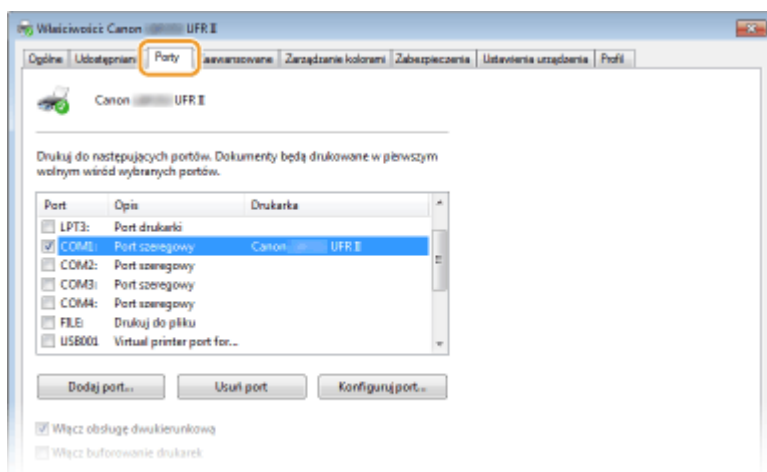 Właściwości: Canon UFR II
Ogólne Udostępniani Porty aawansowane Zarządzanie kolorami Zabezpieczenia Ustawienia urządzenia Profil
Canon UFR II
Drukuj do następujących portów. Dokumenty będą drukowane w pierwszym
wolnym wśród wybranych portów.
Port Opis Drukarka
LPT3: Port drukarki
COM1: Port szeregowy Canon UFR II
COM2: Port szeregowy
COM3: Port szeregowy
COM4: Port szeregowy
FILE: Drukuj do pliku
USB001 Virtual printer port for...
Dodaj port... Usuń port Konfiguruj port...
Włącz obsługę dwukierunkową
Włącz buforowanie drukarek